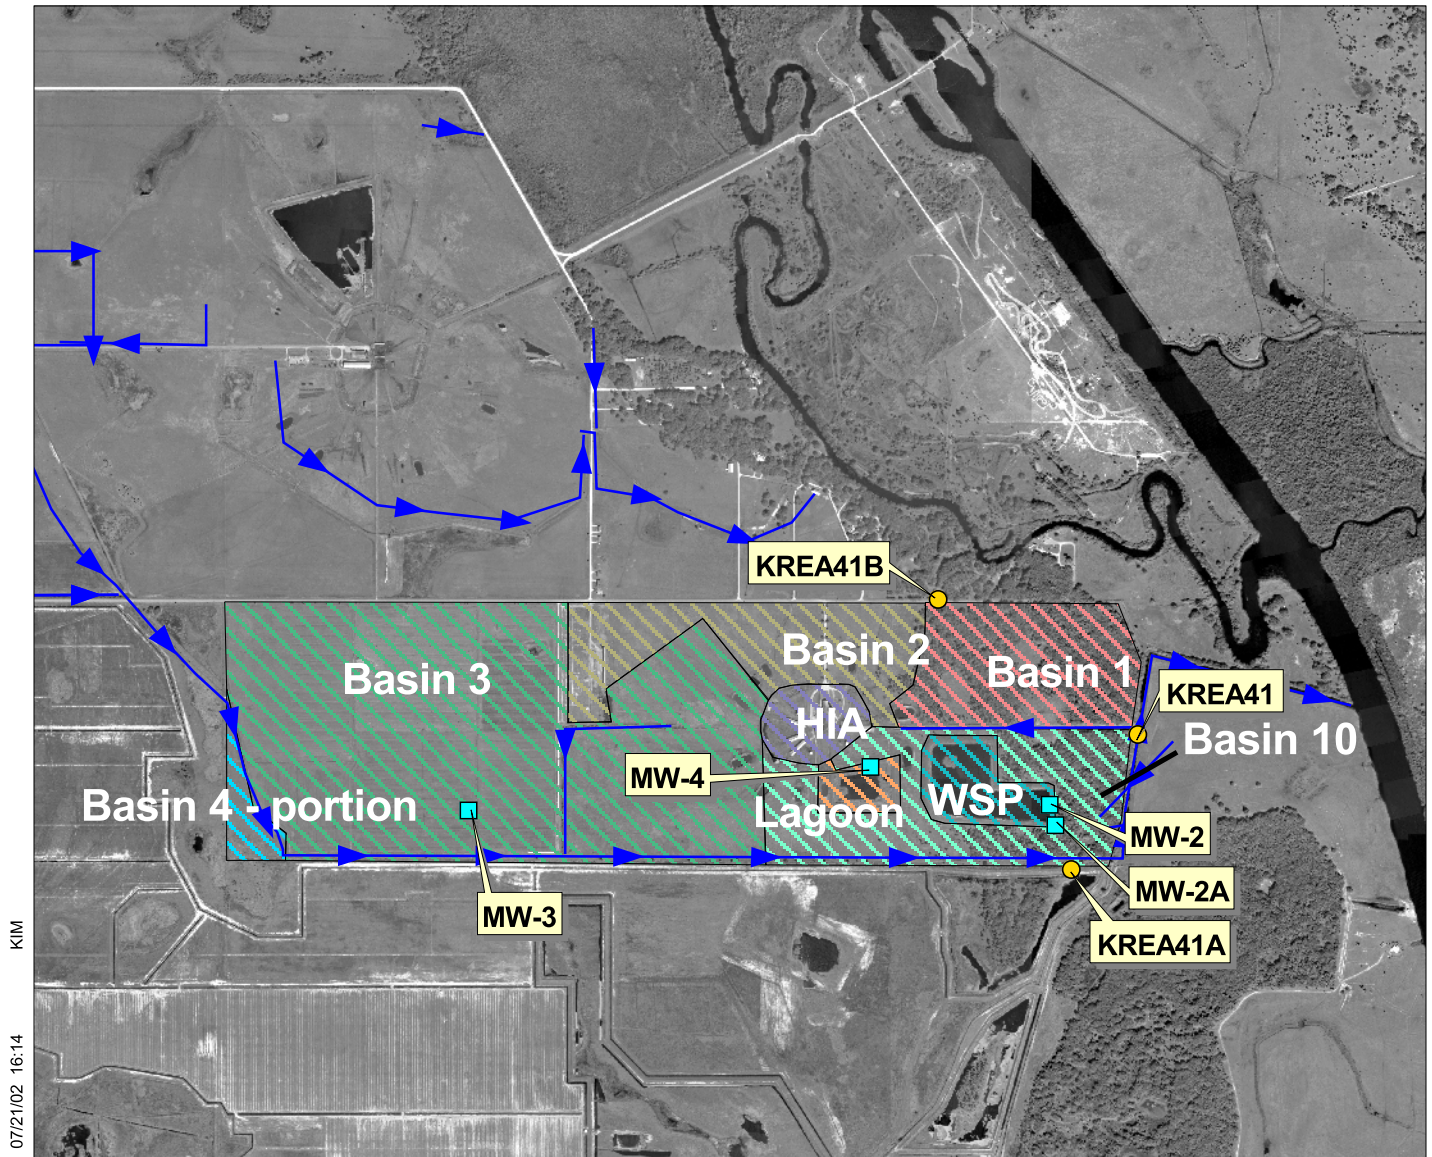 KREA41B
Basin 2
Basin 3
Basin 1
KREA41
HIA
Basin 10
MW-4
Basin 4 - portion
Lagoon
WSP
MW-2
MW-2A
MW-3
KREA41A
07/21/02 16:14 KIM